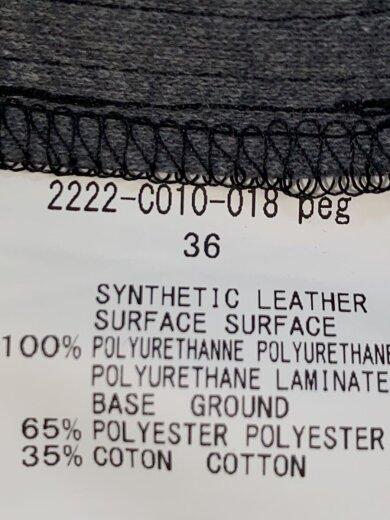 2222-C010-018 peg
36
SYNTHETIC LEATHER
SURFACE SURFACE
100% POLYURETHANNE POLYURETHANE
POLYURETHANE LAMINATE
BASE GROUND
65% POLYESTER POLYESTER
35% COTON COTTON